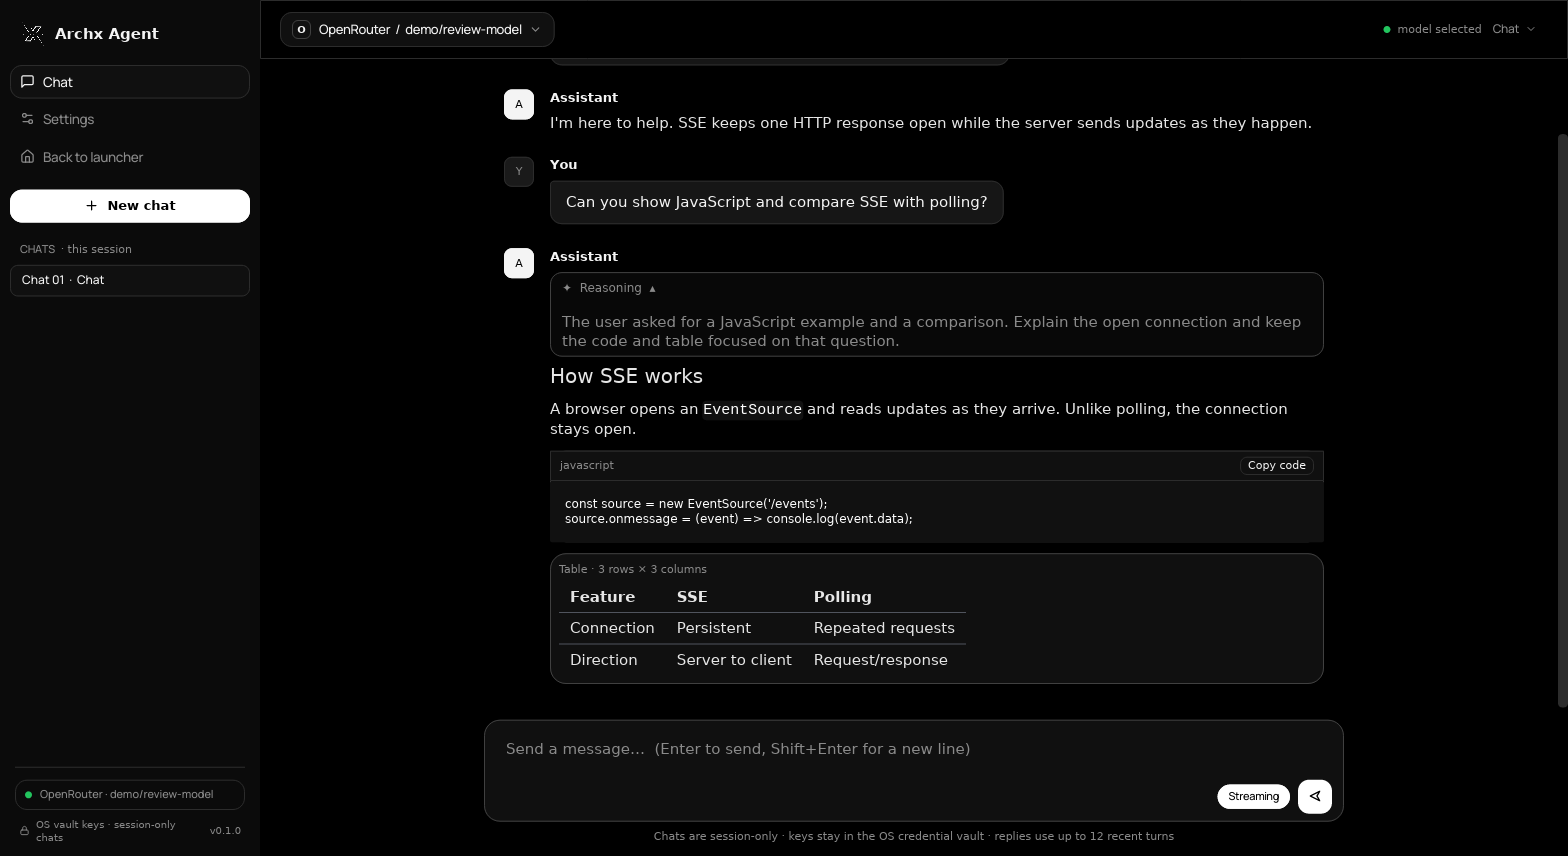 Archx Agent
Chat
Settings
Back to launcher
+ New chat
CHATS · this session
Chat 01 · Chat
OpenRouter · demo/review-model
OS vault keys · session-only
chats
v0.1.0
O OpenRouter / demo/review-model
model selected Chat
A Assistant
I'm here to help. SSE keeps one HTTP response open while the server sends updates as they happen.
Y You
Can you show JavaScript and compare SSE with polling?
A Assistant
✦ Reasoning ▴
The user asked for a JavaScript example and a comparison. Explain the open connection and keep
the code and table focused on that question.
How SSE works
A browser opens an EventSource and reads updates as they arrive. Unlike polling, the connection
stays open.
javascript Copy code
const source = new EventSource('/events');
source.onmessage = (event) => console.log(event.data);
Table · 3 rows × 3 columns
Feature SSE Polling
Connection Persistent Repeated requests
Direction Server to client Request/response
Send a message... (Enter to send, Shift+Enter for a new line)
Streaming
Chats are session-only · keys stay in the OS credential vault · replies use up to 12 recent turns